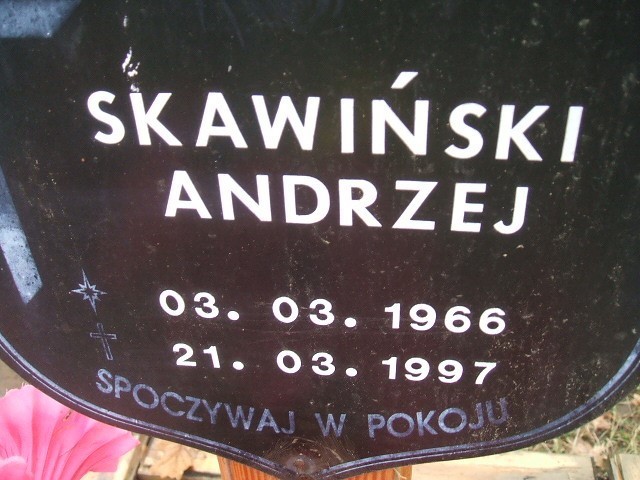 SKAWIŃSKI
ANDRZEJ
03. 03. 1966
21. 03. 1997
SPOCZYWAJ W POKOJU